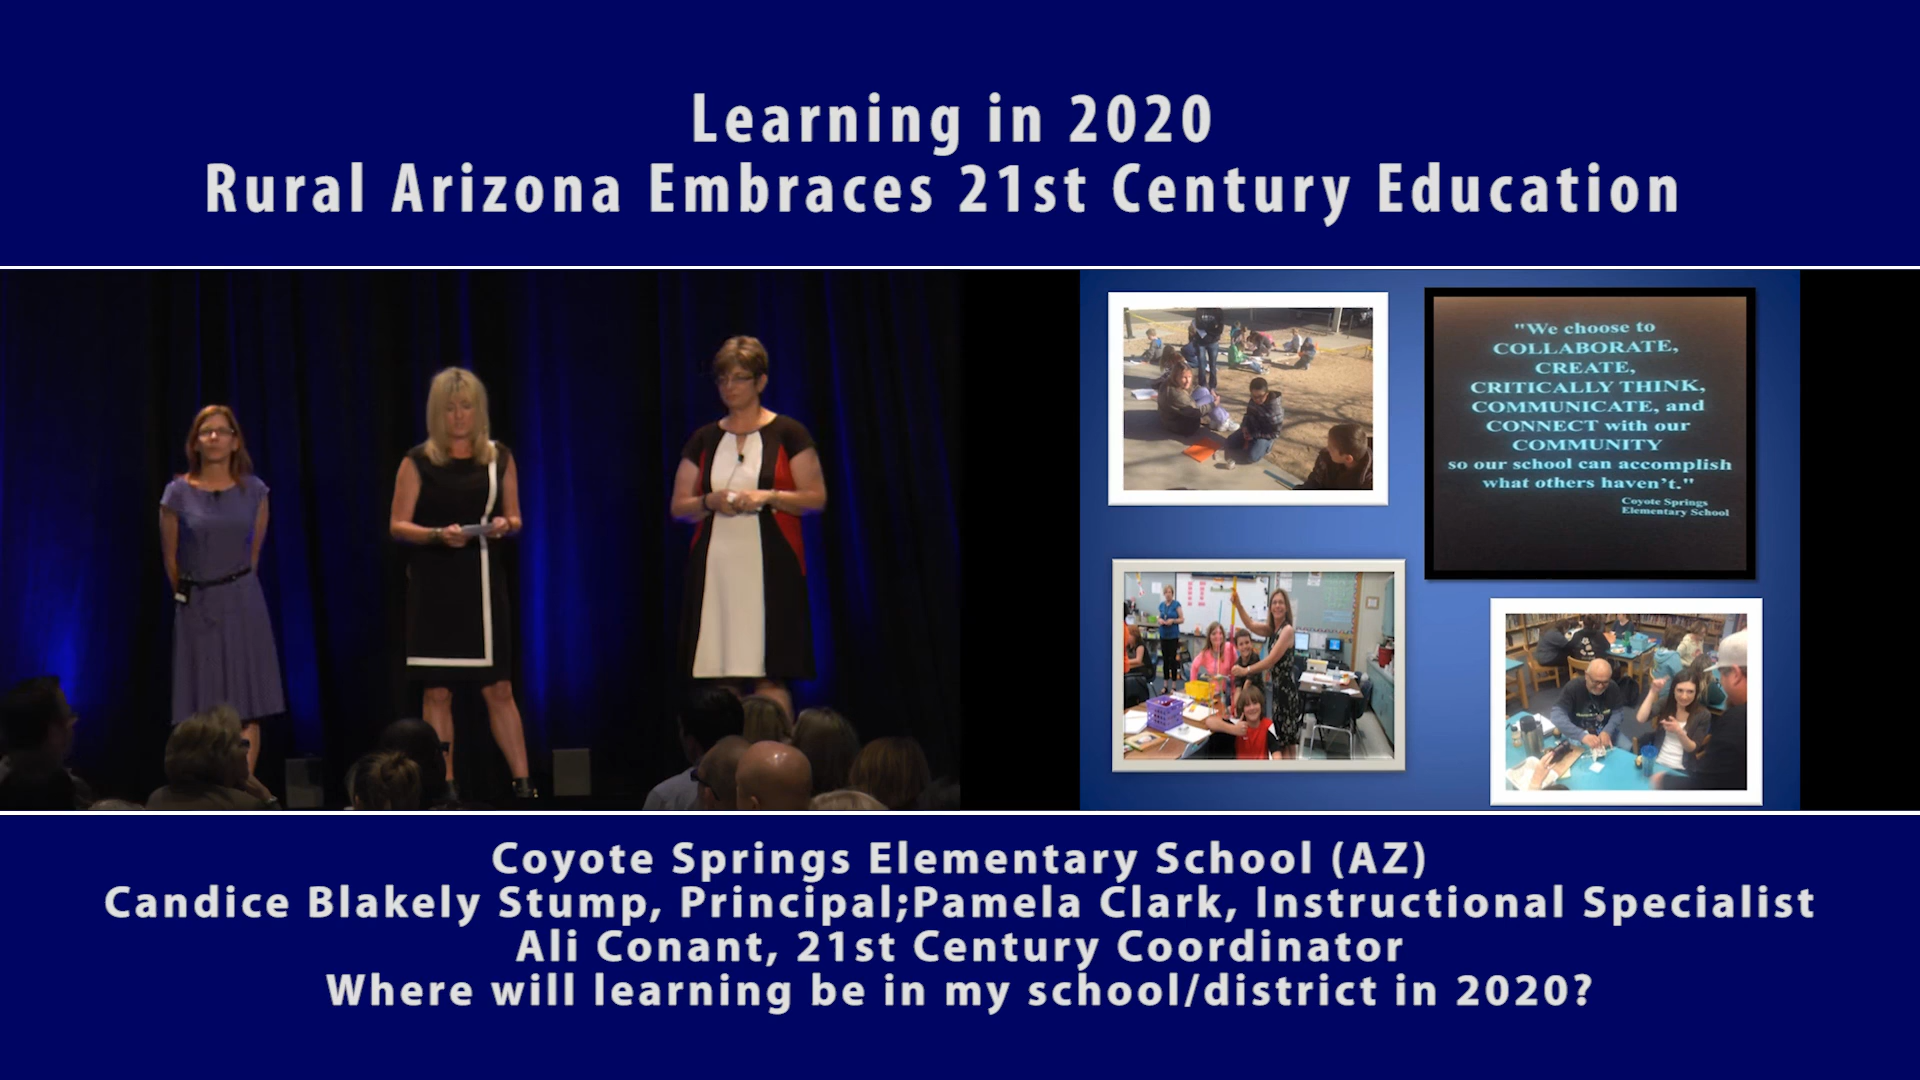 Learning in 2020
Rural Arizona Embraces 21st Century Education
"We choose to
COLLABORATE,
CREATE,
CRITICALLY THINK,
COMMUNICATE, and
CONNECT with our
COMMUNITY
so our school can accomplish
what others haven't."
Coyote Springs
Elementary School
Coyote Springs Elementary School (AZ)
Candice Blakely Stump, Principal;Pamela Clark, Instructional Specialist
Ali Conant, 21st Century Coordinator
Where will learning be in my school/district in 2020?